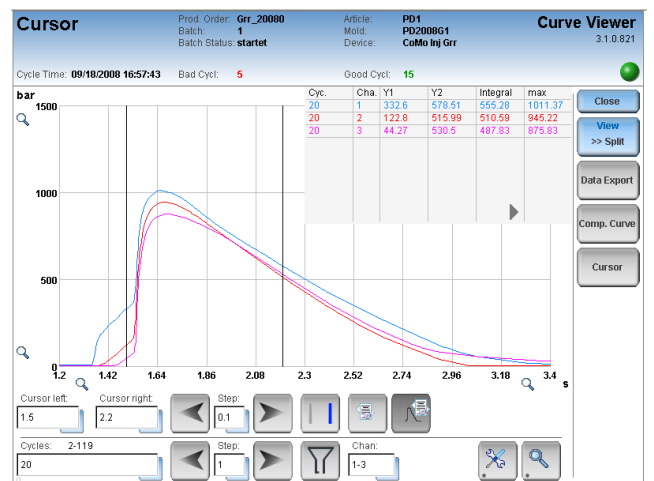 Cursor
Prod. Order: Grr_20080
Batch: 1
Batch Status: startet
Article: PD1
Mold: PD2008G1
Device: CoMo Inj Grr
Curve Viewer
3.1.0.821
Cycle Time: 09/18/2008 16:57:43
Bad Cycl: 5
Good Cycl: 15
bar
1500
1000
500
0
Cyc. Cha. Y1 Y2 Integral max
20 1 332.6 578.51 555.28 1011.37
20 2 122.8 515.99 510.59 945.22
20 3 44.27 530.5 487.83 875.83
Close
View
>> Split
Data Export
Comp. Curve
Cursor
1.2 1.42 1.64 1.86 2.08 2.3 2.52 2.74 2.96 3.18 3.4 s
Cursor left: Cursor right: Step:
1.5 2.2 0.1
Cycles: 2-119 Step: Chan:
20 1 1-3